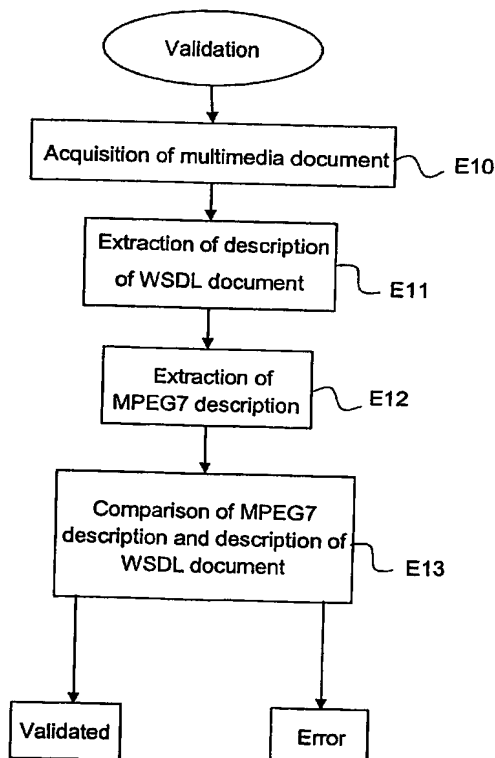 Validation
Acquisition of multimedia document
E10
Extraction of description
of WSDL document
E11
Extraction of
MPEG7 description
E12
Comparison of MPEG7
description and description of
WSDL document
E13
Validated
Error